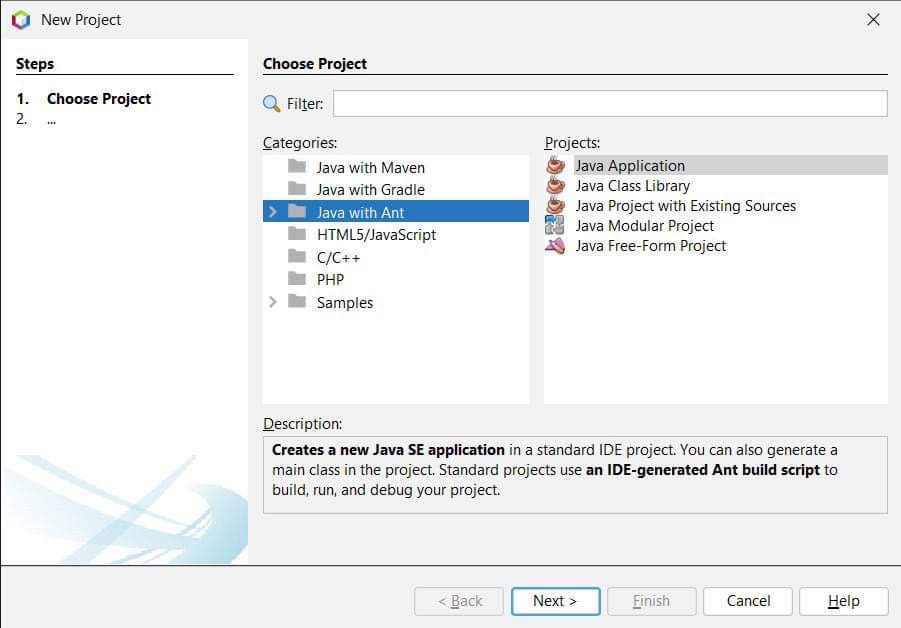 New Project
Steps
1. Choose Project
2. ...
Choose Project
Filter:
Categories:
Java with Maven
Java with Gradle
Java with Ant
HTML5/JavaScript
C/C++
PHP
Samples
Projects:
Java Application
Java Class Library
Java Project with Existing Sources
Java Modular Project
Java Free-Form Project
Description:
Creates a new Java SE application in a standard IDE project. You can also generate a
main class in the project. Standard projects use an IDE-generated Ant build script to
build, run, and debug your project.
< Back
Next >
Finish
Cancel
Help